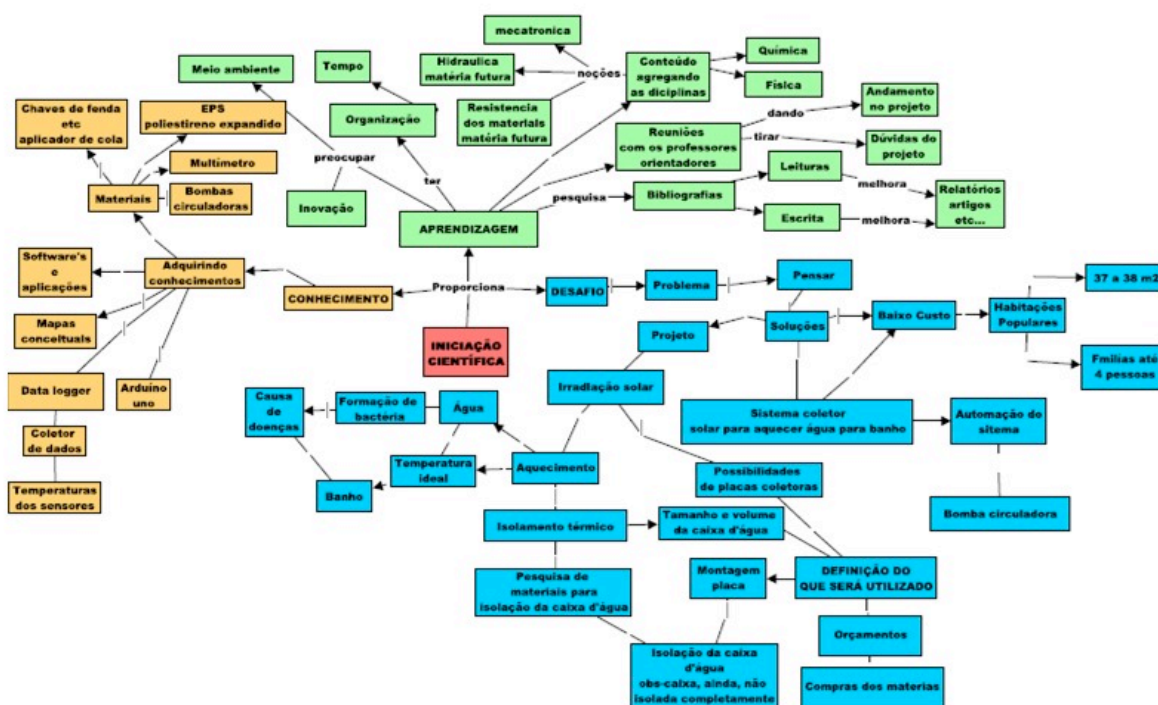 mecatronica
Química
Meio ambiente
Tempo
Hidraulica
matéria futura
noções
Conteúdo
agregando
as diciplinas
Física
Chaves de fenda
etc
aplicador de cola
EPS
poliestireno expandido
Organização
Resistencia
dos materiais
matéria futura
Andamento
no projeto
dando
Reuniões
com os professores
orientadores
tirar
Dúvidas do
projeto
Multímetro
preocupar
Leituras
Materiais
Bombas
circuladoras
ter
pesquisa
Bibliografias
melhora
Relatórios
artigos
etc...
Inovação
APRENDIZAGEM
Escrita
melhora
Software's
e
aplicações
Adquirindo
conhecimentos
CONHECIMENTO
Proporciona
DESAFIO
Problema
Pensar
37 a 38 m2
Mapas
conceituais
INICIAÇÃO
CIENTÍFICA
Projeto
Soluções
Baixo Custo
Habitações
Populares
Fmílias até
4 pessoas
Data logger
Arduino
uno
Causa
de
doenças
Formação de
bactéria
Água
Irradiação solar
Sistema coletor
solar para aquecer água para banho
Automação do
sitema
Coletor
de dados
Temperatura
ideal
Aquecimento
Possibilidades
de placas coletoras
Temperaturas
dos sensores
Banho
Isolamento térmico
Tamanho e volume
da caixa d'água
Bomba circuladora
Pesquisa de
materiais para
isolação da caixa d'água
Montagem
placa
DEFINIÇÃO DO
QUE SERÁ UTILIZADO
Orçamentos
Isolação da caixa
d'água
obs-caixa, ainda, não
isolada completamente
Compras dos materias